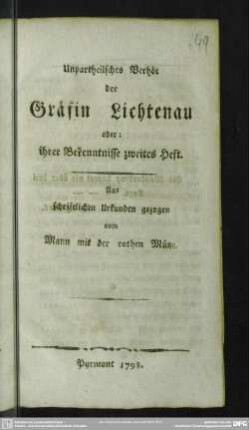 Unpartheiisches Verhör
der
Gräfin Lichtenau
oder:
ihrer Bekenntnisse zweites Heft.
Aus
schriftlichen Urkunden gezogen
vom
Mann mit der rothen Mütze.
Pyrmont 1798.